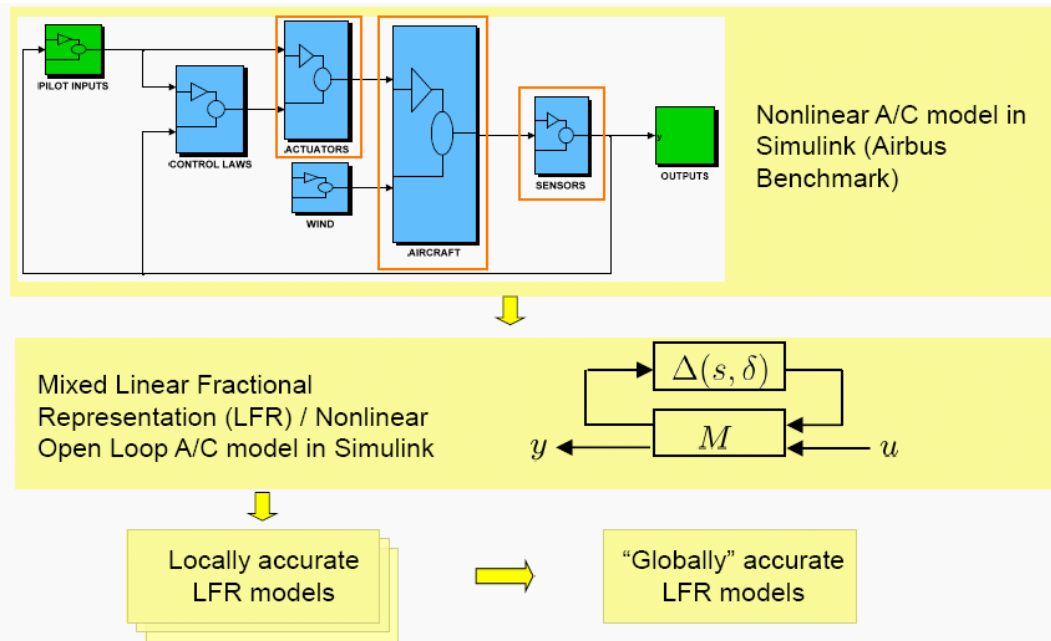 PILOT INPUTS
CONTROL LAWS
ACTUATORS
WIND
AIRCRAFT
SENSORS
y
OUTPUTS
Nonlinear A/C model in
Simulink (Airbus
Benchmark)
Mixed Linear Fractional
Representation (LFR) / Nonlinear
Open Loop A/C model in Simulink
Δ(s, δ)
M
y
u
Locally accurate
LFR models
“Globally” accurate
LFR models